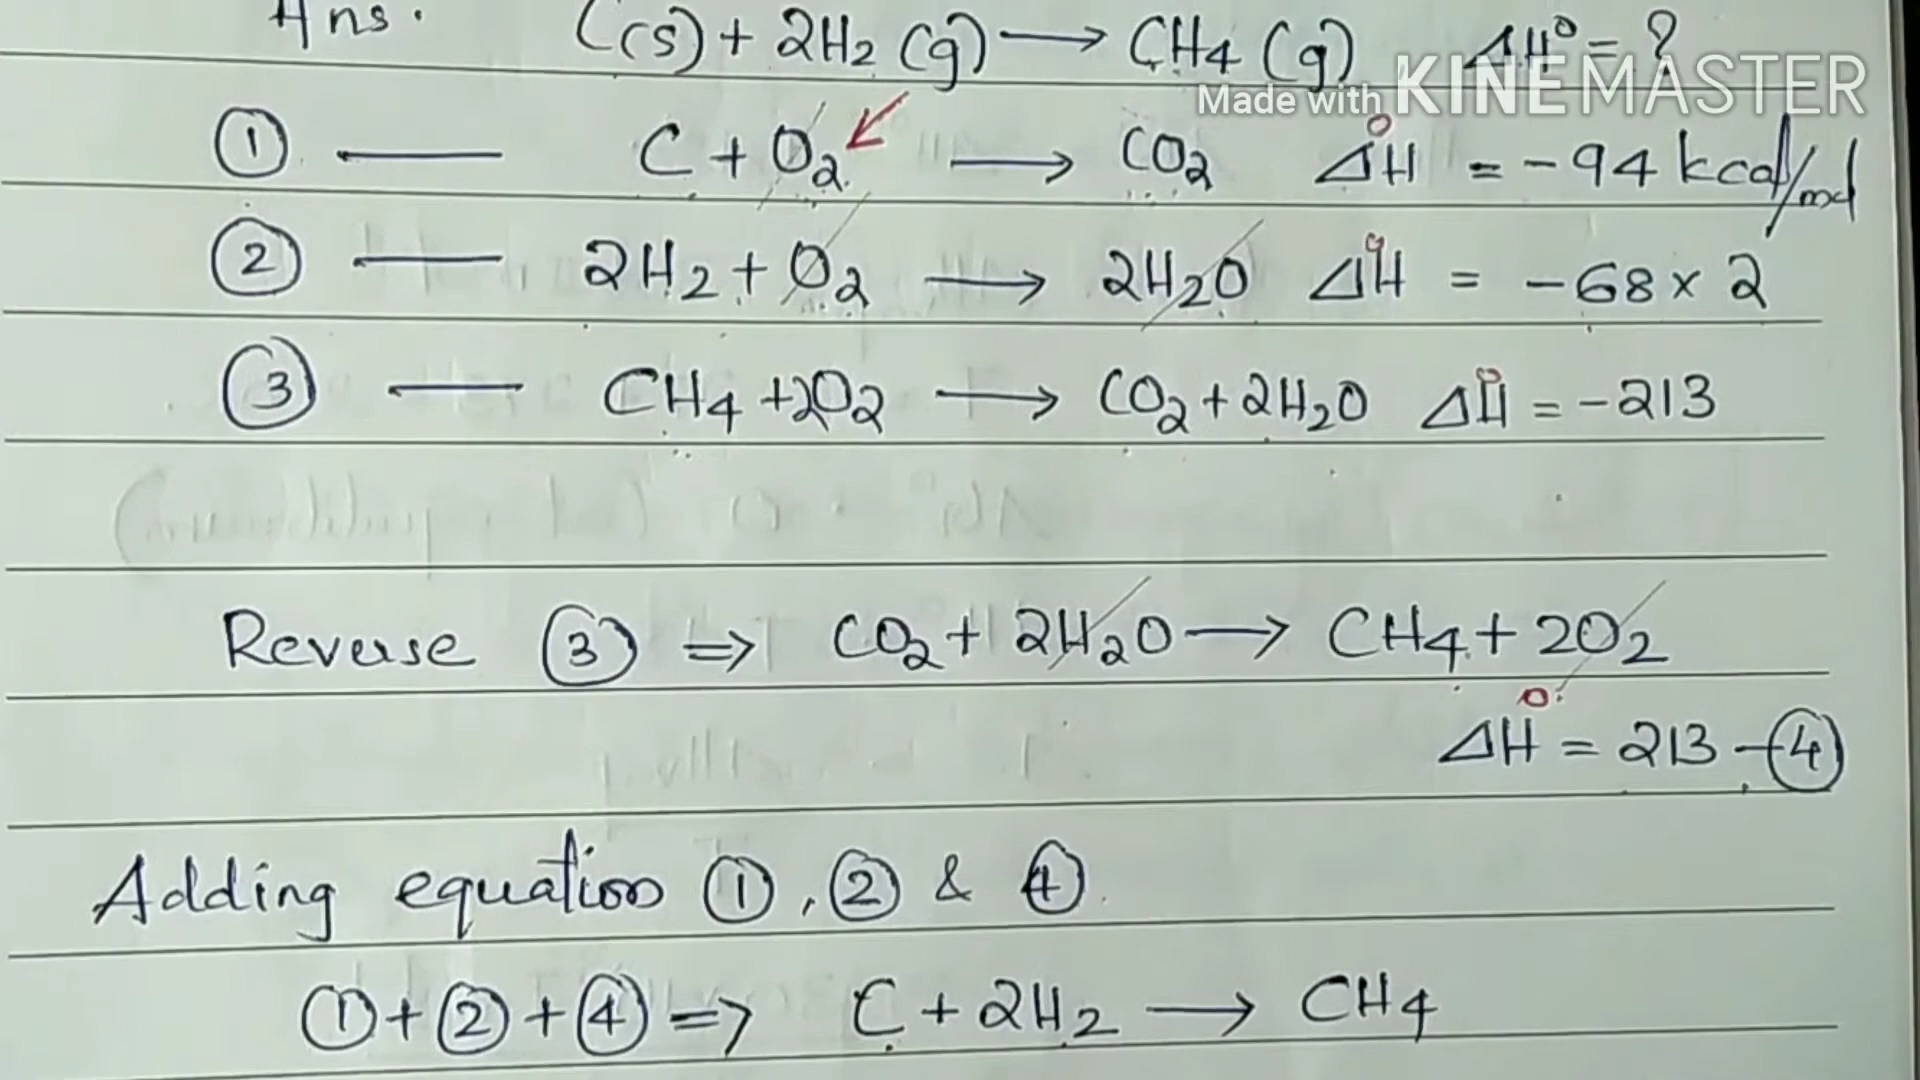 Ans. C(s) + 2H2 (g) → CH4 (g) ΔH° = ?
Made with KINEMASTER
① — C + O2 → CO2 ΔH° = -94 kcal/mol
② — 2H2 + O2 → 2H2O ΔH° = -68 x 2
③ — CH4 + 2O2 → CO2 + 2H2O ΔH° = -213
Reverse ③ ⇒ CO2 + 2H2O → CH4 + 2O2
ΔH° = 213 - ④
Adding equation ①, ② & ④.
① + ② + ④ ⇒ C + 2H2 → CH4